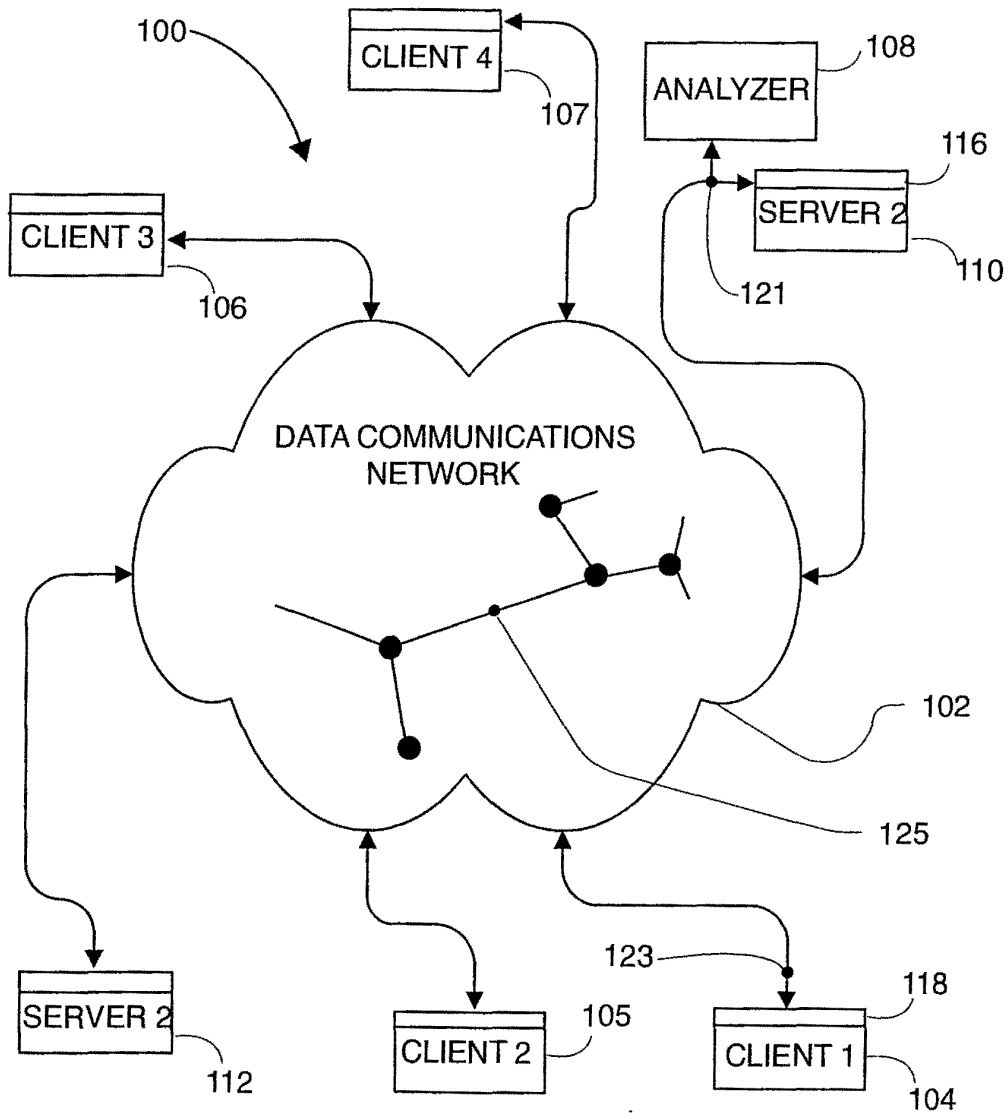 100
CLIENT 4
107
ANALYZER
108
116
SERVER 2
110
121
CLIENT 3
106
DATA COMMUNICATIONS
NETWORK
102
125
123
SERVER 2
112
CLIENT 2
105
118
CLIENT 1
104